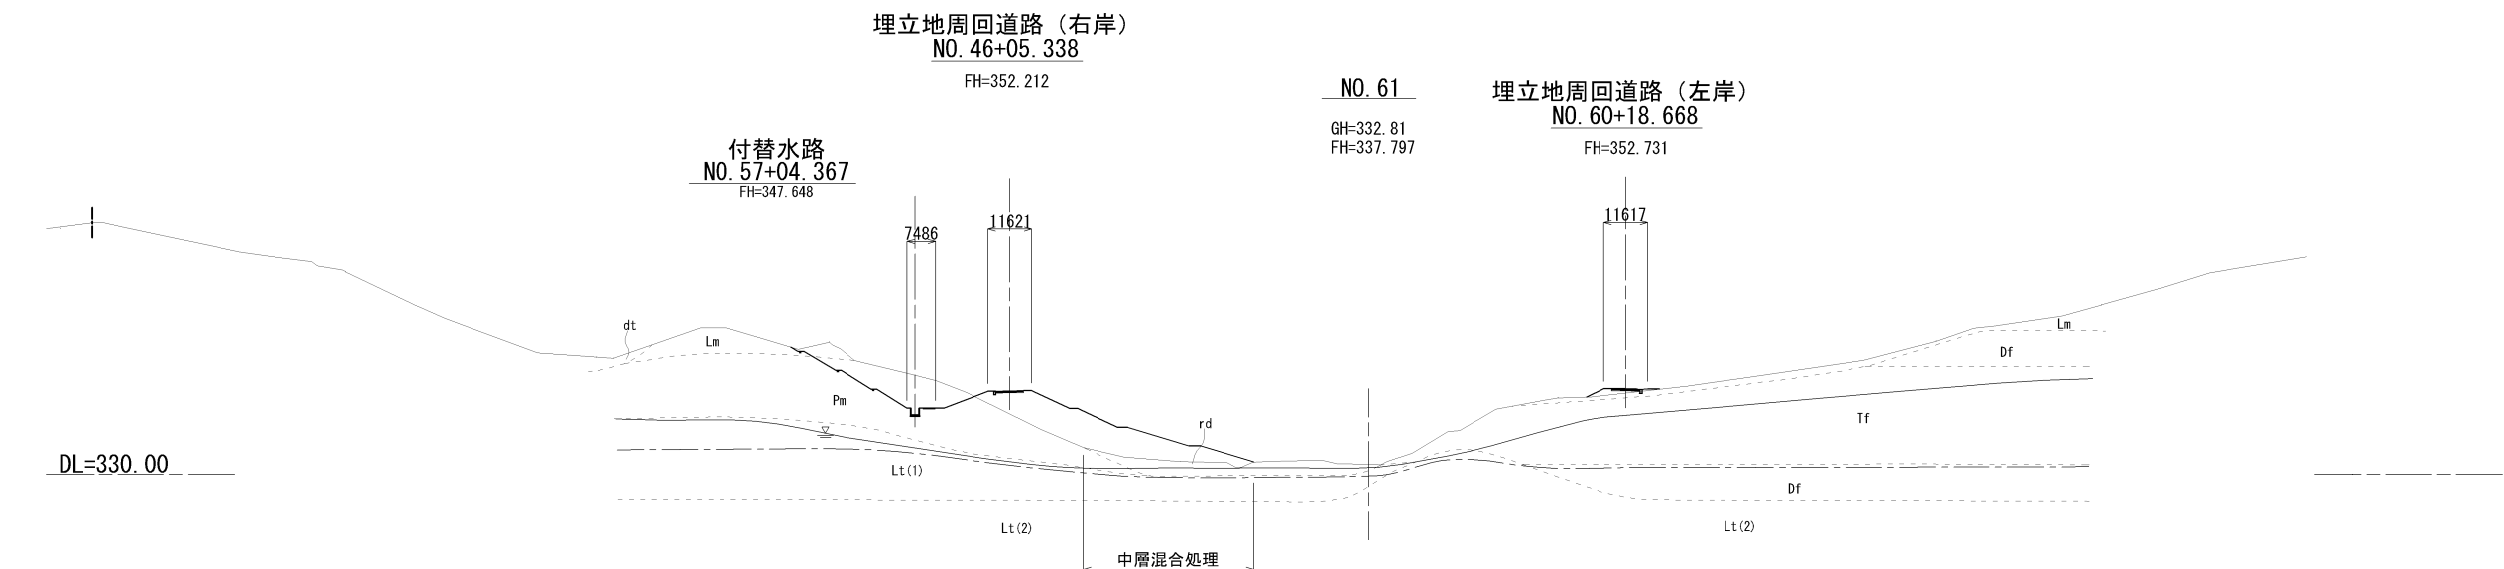 埋立地周回道路（右岸）
NO.46+05.338
FH=352.212
NO.61
GH=332.81
FH=337.797
埋立地周回道路（左岸）
NO.60+18.668
FH=352.731
付替水路
NO.57+04.367
FH=347.648
7486
11621
11617
dt
Lm
Lm
Df
Pm
rd
Tf
DL=330.00
Lt(1)
Df
Lt(2)
Lt(2)
中層混合処理